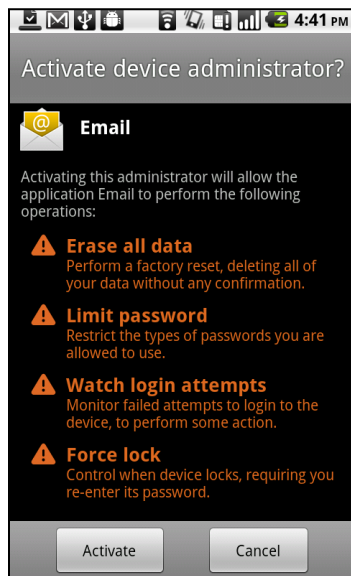 4:41 PM
Activate device administrator?
@
Email
Activating this administrator will allow the
application Email to perform the following
operations:
Erase all data
Perform a factory reset, deleting all of
your data without any confirmation.
Limit password
Restrict the types of passwords you are
allowed to use.
Watch login attempts
Monitor failed attempts to login to the
device, to perform some action.
Force lock
Control when device locks, requiring you
re-enter its password.
Activate Cancel